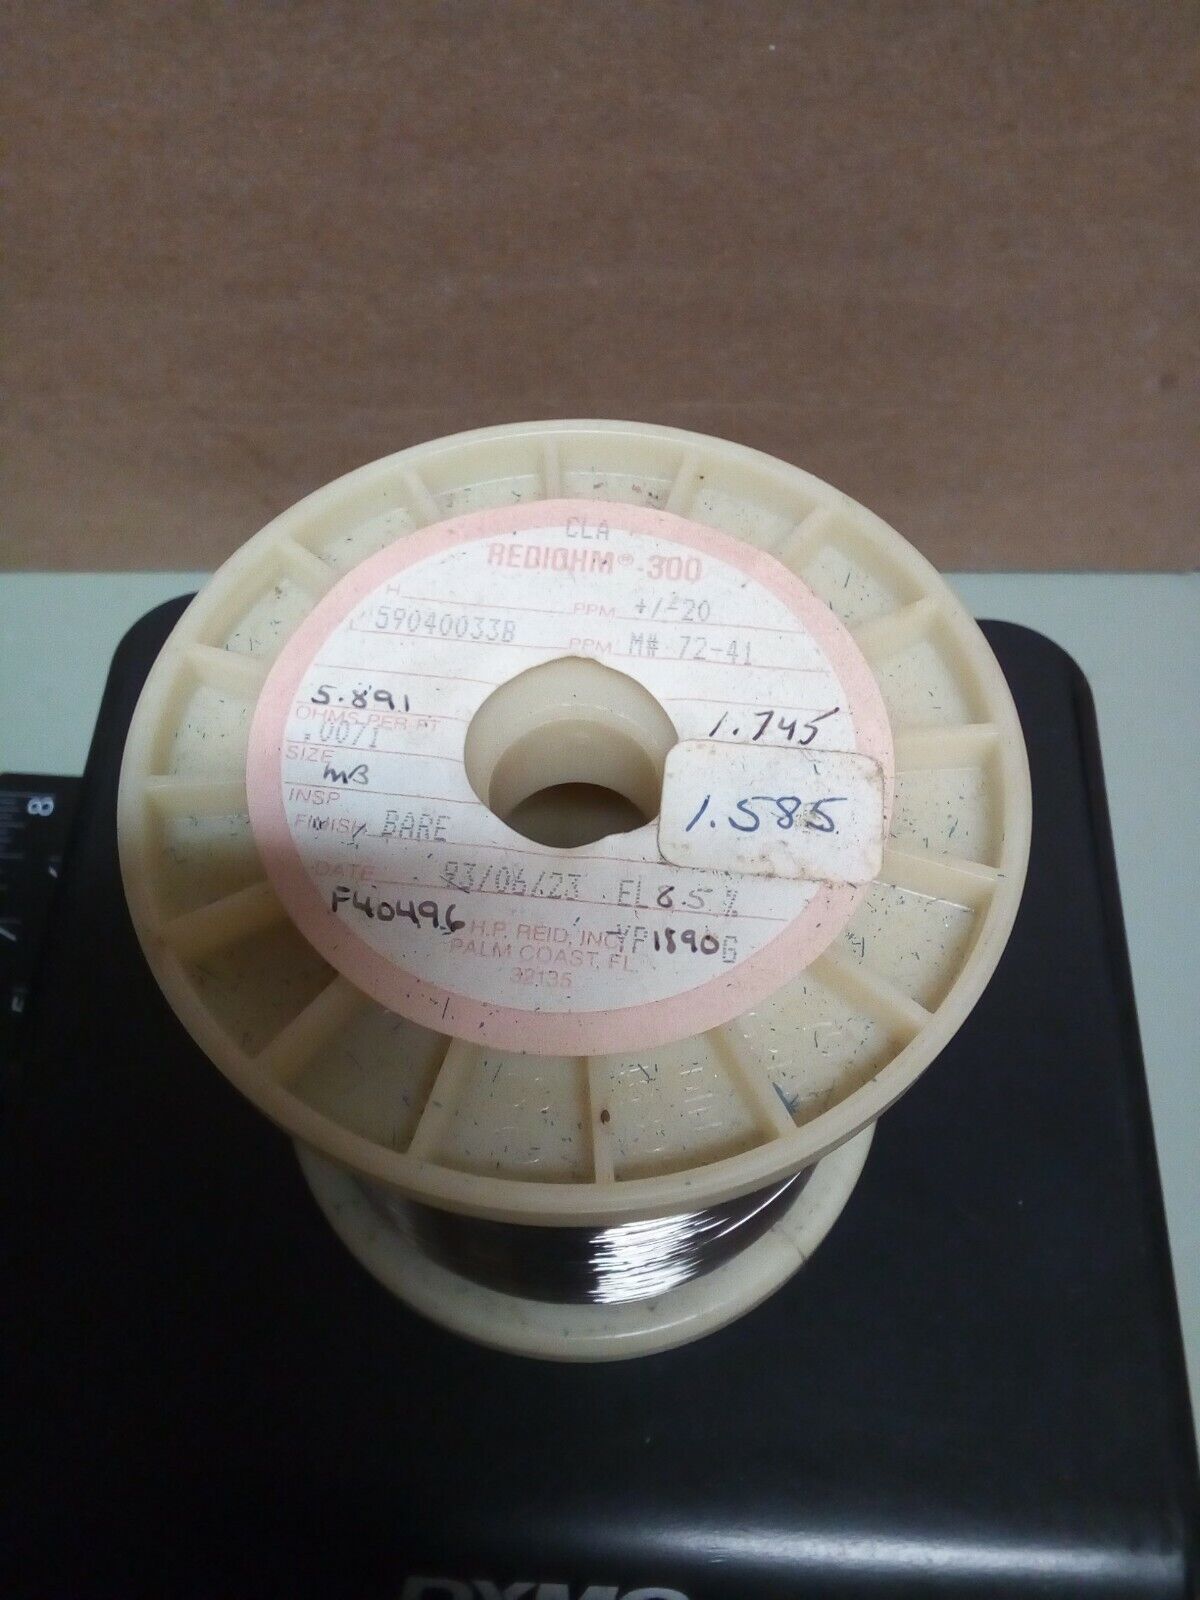 CLA
REDIOHM® 300
H PPM +/-20
59040033B PPM M# 72-41
5.891
OHMS PER FT 1.745
.0071
SIZE
MB 1.585
INSP
FINISH BARE
DATE 93/06/23 EL 8.5 %
F40496 H.P. REID, INC. YP 1890 G
PALM COAST, FL
32135
8
DYMO